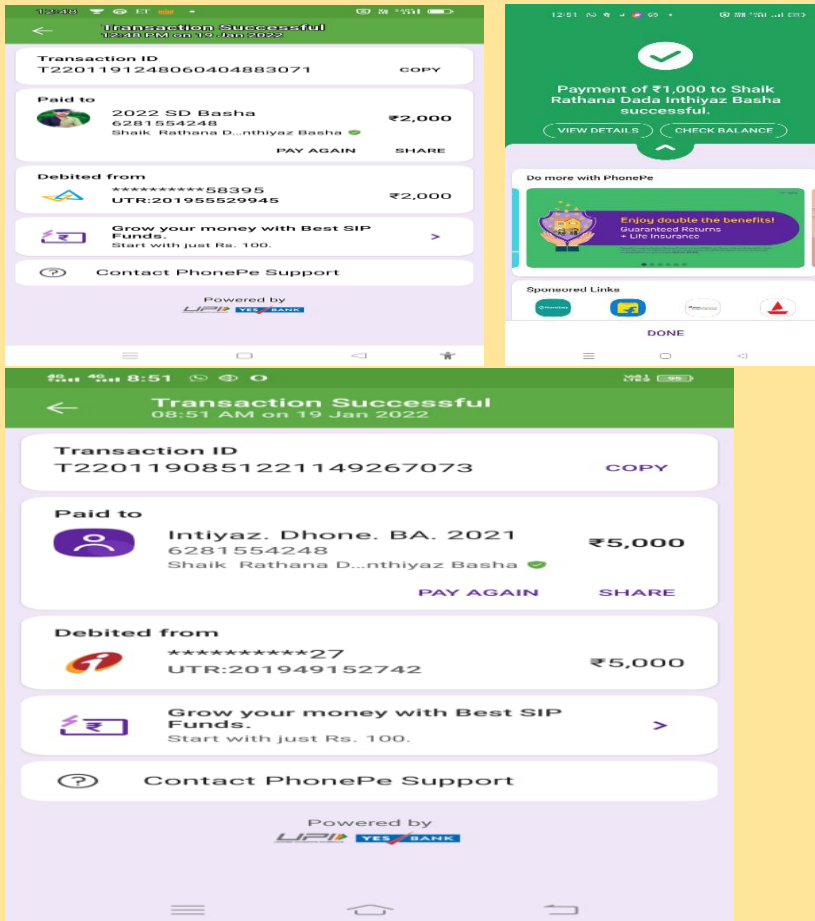 12:48 ET
Transaction Successful
12:48 PM on 19 Jan 2022
Transaction ID
T2201191248060404883071 COPY
Paid to
2022 SD Basha
6281554248 ₹2,000
Shaik Rathana D...nthiyaz Basha
PAY AGAIN SHARE
Debited from
**********58395 ₹2,000
UTR:201955529945
Grow your money with Best SIP
Funds. >
Start with just Rs. 100.
? Contact PhonePe Support
Powered by
UPI YES BANK
12:51
Payment of ₹1,000 to Shaik
Rathana Dada Inthiyaz Basha
successful.
VIEW DETAILS CHECK BALANCE
Do more with PhonePe
Enjoy double the benefits!
Guaranteed Returns
+ Life Insurance
Sponsored Links
DONE
4G 4G 8:51
Transaction Successful
08:51 AM on 19 Jan 2022
Transaction ID
T2201190851221149267073 COPY
Paid to
Intiyaz. Dhone. BA. 2021
6281554248 ₹5,000
Shaik Rathana D...nthiyaz Basha
PAY AGAIN SHARE
Debited from
**********27 ₹5,000
UTR:201949152742
Grow your money with Best SIP
Funds. >
Start with just Rs. 100.
? Contact PhonePe Support
Powered by
UPI YES BANK